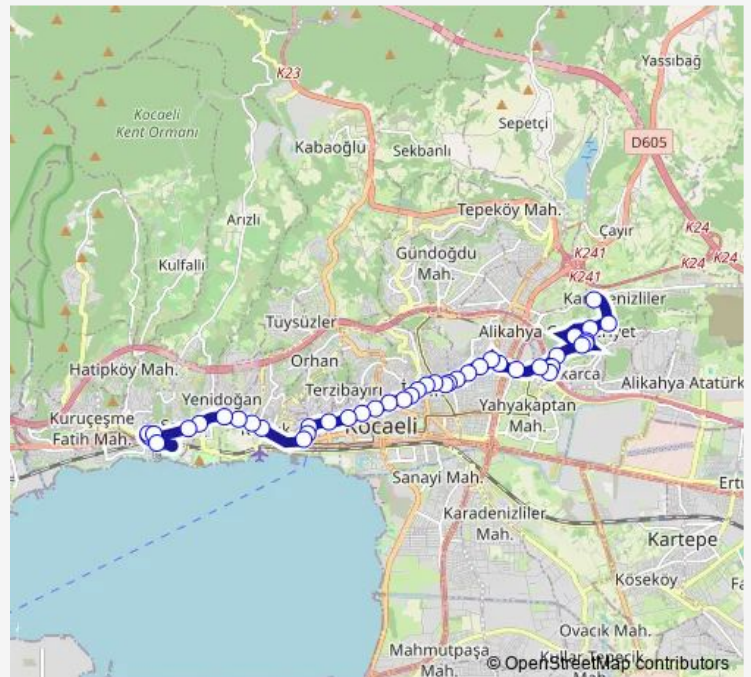 Yassıbağ
K23
Kocaeli
Kent Ormanı
Sepetçi
D605
Kabaoğlu
Sekbanlı
Tepeköy Mah.
Arızlı
Çayır
K24
Gündoğdu
Mah.
K241
K24
K24
Kulfallı
K241
Tüysüzler
Alikahya
Hatipköy Mah.
Orhan
Alikahya Atatürk
Yenidoğan
Terzibayırı
Kuruçeşme
Fatih Mah.
Yahyakaptan
Mah.
Kocaeli
Sanayi Mah.
Karadenizliler
Mah.
Kartepe
Köseköy
Ovacık Mah.
Mahmutpaşa
Mah.
© OpenStreetMap contributors